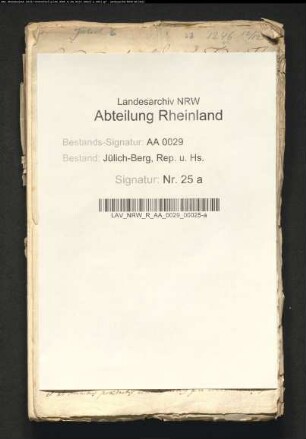 Landesarchiv NRW
Abteilung Rheinland
Bestands-Signatur: AA 0029
Bestand: Jülich-Berg, Rep. u. Hs.
Signatur: Nr. 25 a
LAV_NRW_R_AA_0029_00025-a